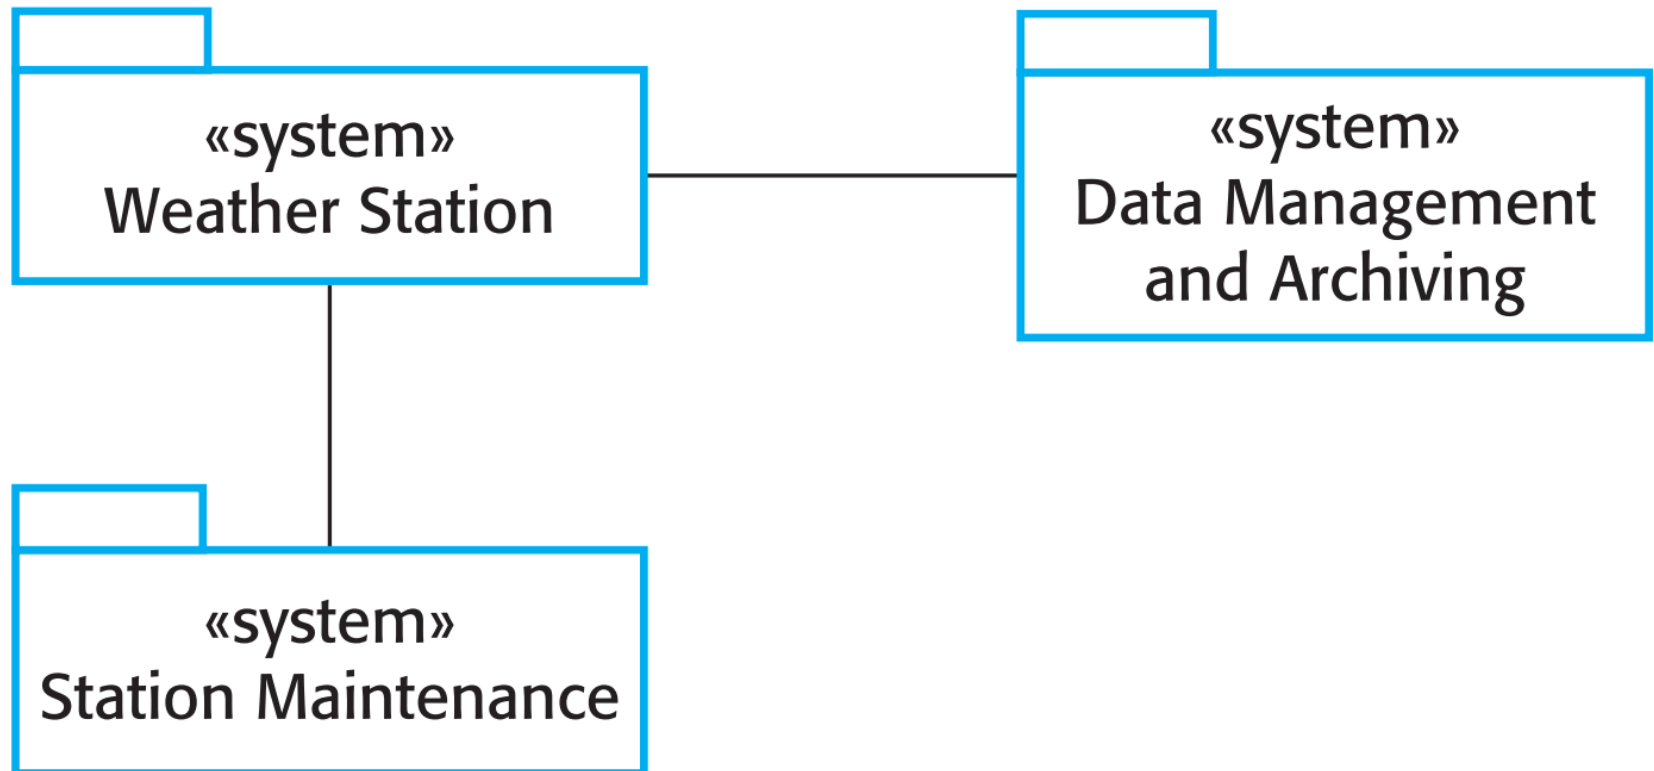 «system»
Weather Station
«system»
Data Management
and Archiving
«system»
Station Maintenance